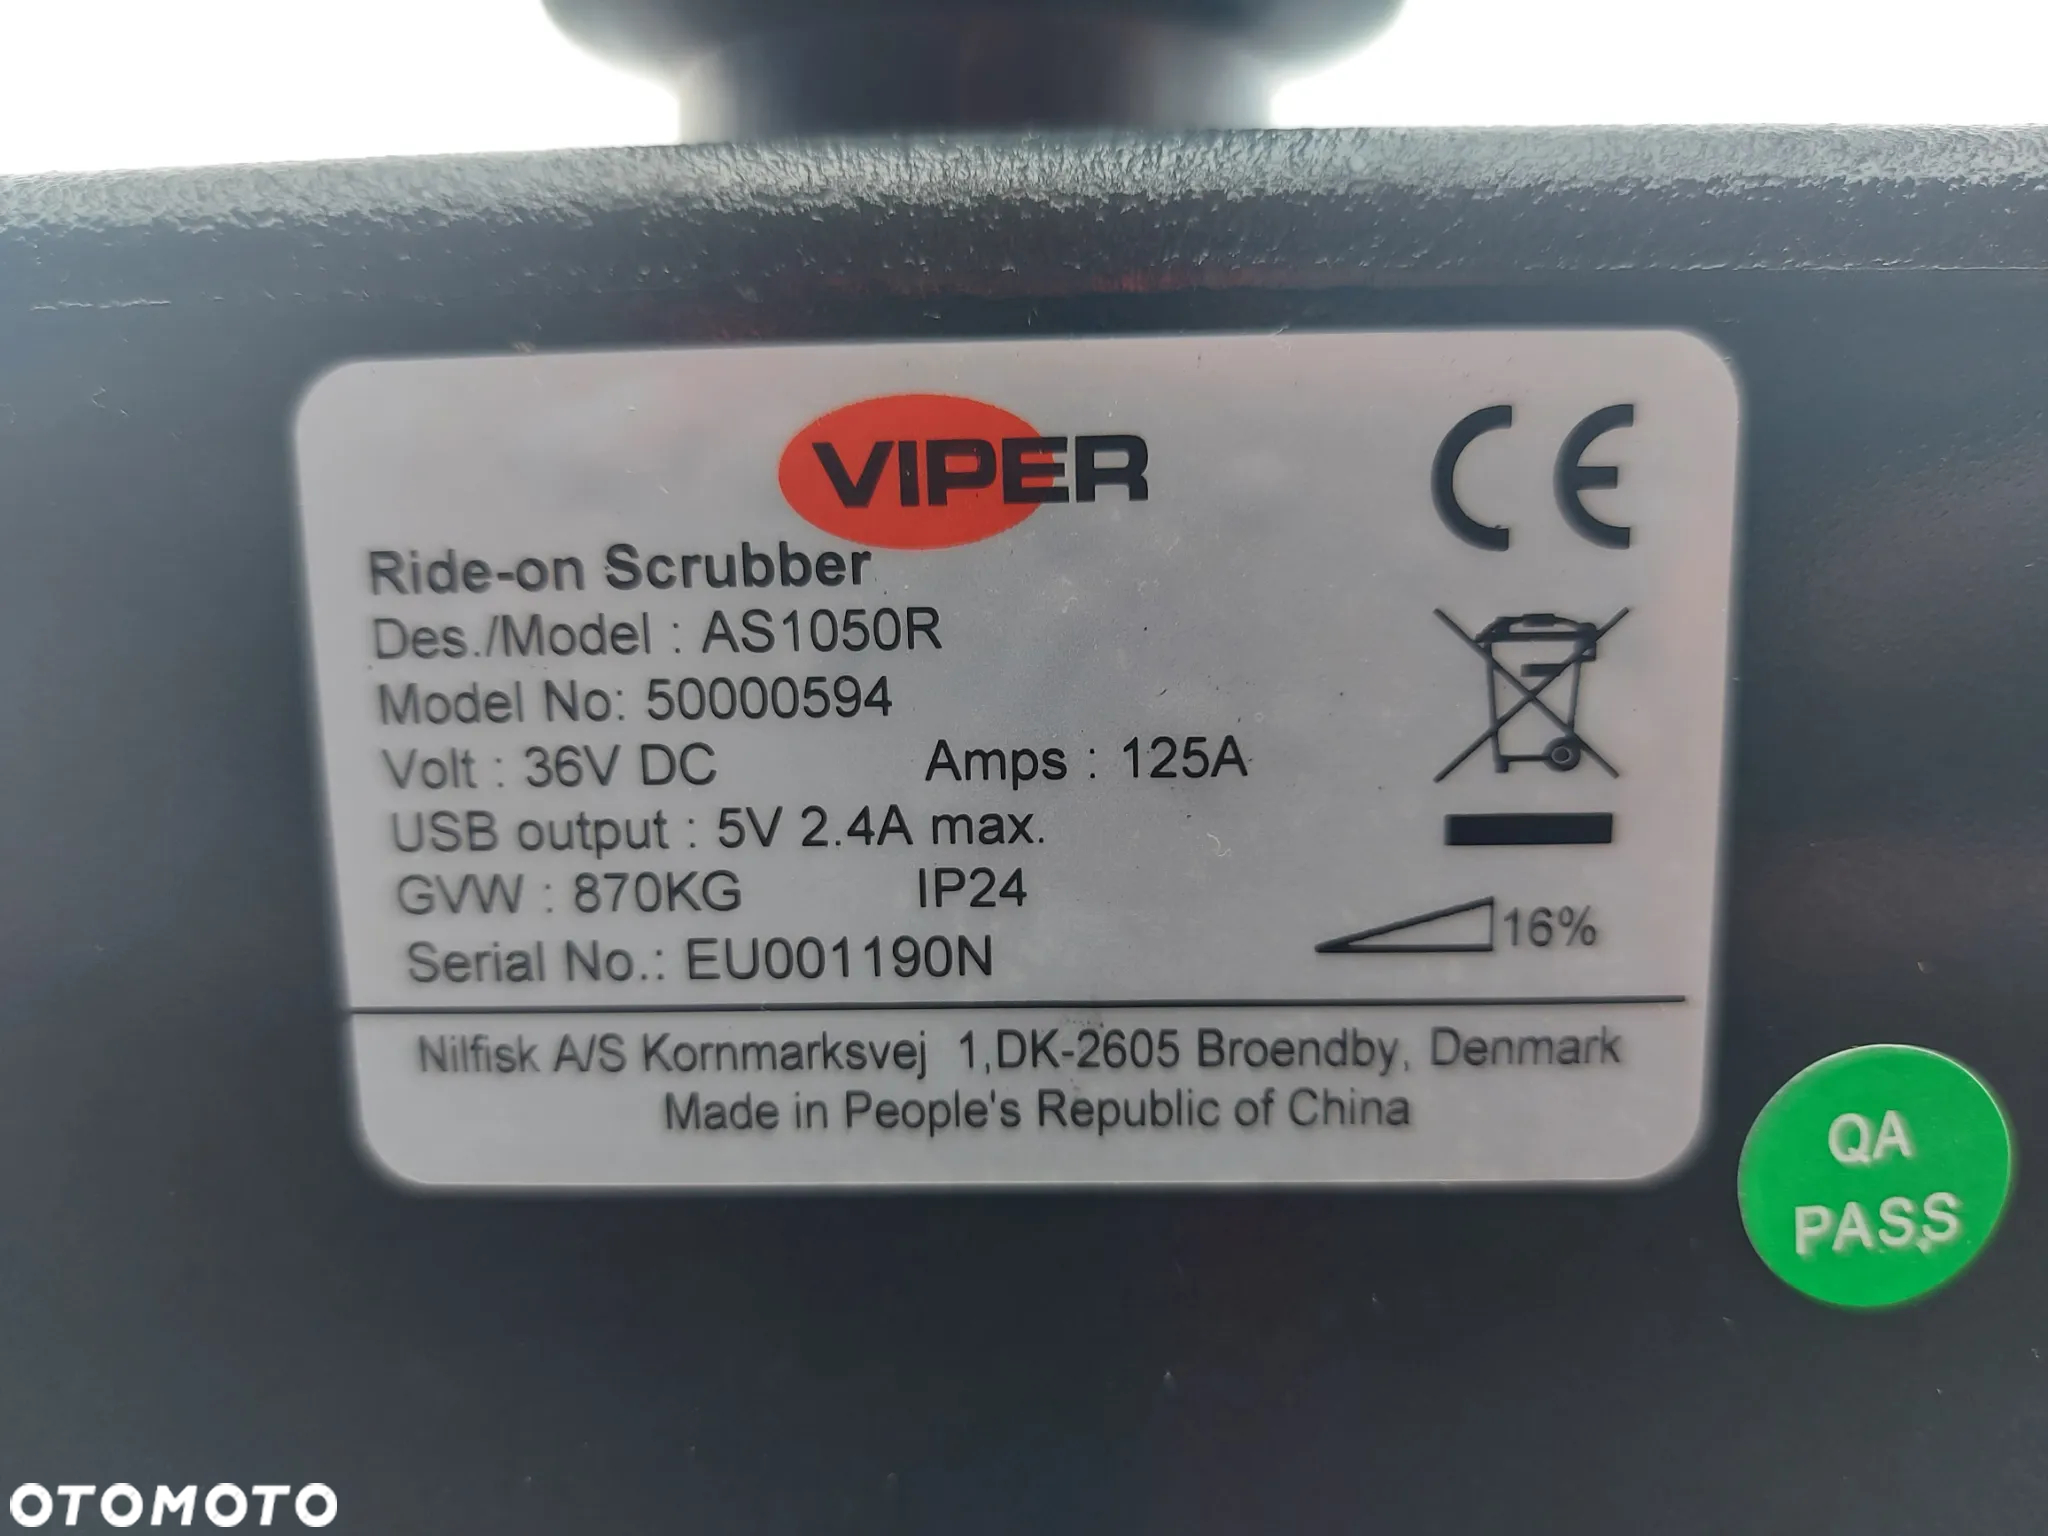 VIPER
CE
Ride-on Scrubber
Des./Model : AS1050R
Model No: 50000594
Volt : 36V DC Amps : 125A
USB output : 5V 2.4A max.
GVW : 870KG IP24
16%
Serial No.: EU001190N
Nilfisk A/S Kornmarksvej 1,DK-2605 Broendby, Denmark
Made in People's Republic of China
QA
PASS
OTOMOTO